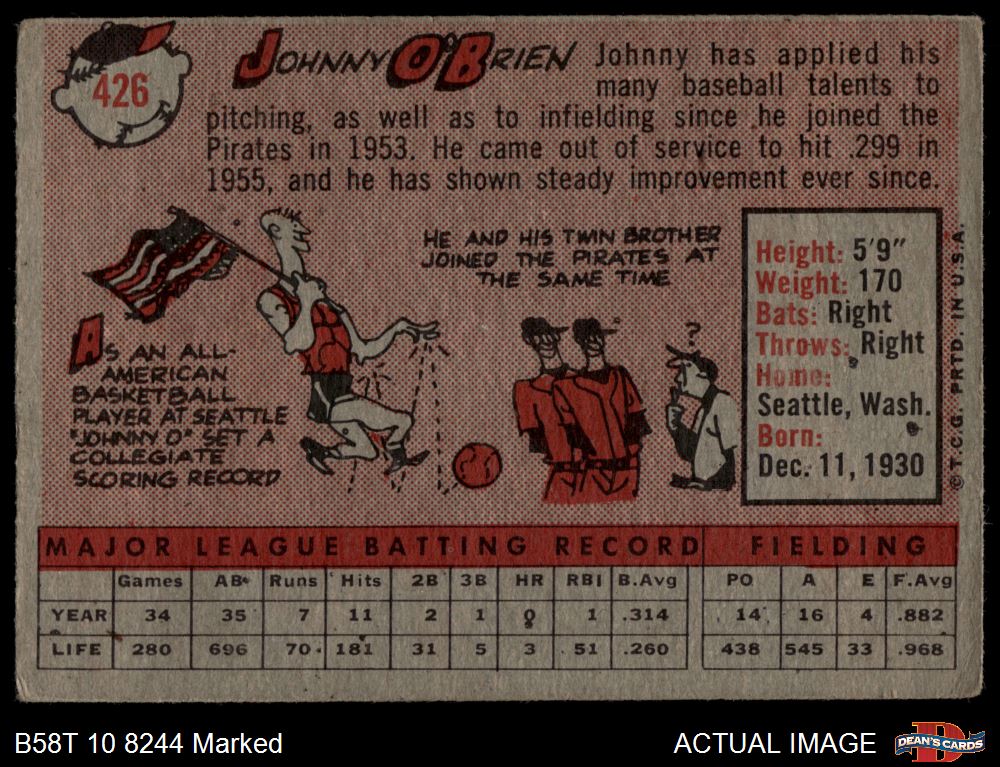 426
JOHNNY O'BRIEN
Johnny has applied his
many baseball talents to
pitching, as well as to infielding since he joined the
Pirates in 1953. He came out of service to hit .299 in
1955, and he has shown steady improvement ever since.
HE AND HIS TWIN BROTHER
JOINED THE PIRATES AT
THE SAME TIME
?
AS AN ALL-
AMERICAN
BASKETBALL
PLAYER AT SEATTLE
"JOHNNY O" SET A
COLLEGIATE
SCORING RECORD
Height: 5'9"
Weight: 170
Bats: Right
Throws: Right
Home:
Seattle, Wash.
Born:
Dec. 11, 1930
©T.C.G. PRTD. IN U.S.A.
MAJOR LEAGUE BATTING RECORD FIELDING
Games AB Runs Hits 2B 3B HR RBI B.Avg PO A E F.Avg
YEAR 34 35 7 11 2 1 0 1 .314 14 16 4 .882
LIFE 280 696 70 181 31 5 3 51 .260 438 545 33 .968
B58T 10 8244 Marked
ACTUAL IMAGE
D
DEAN'S CARDS